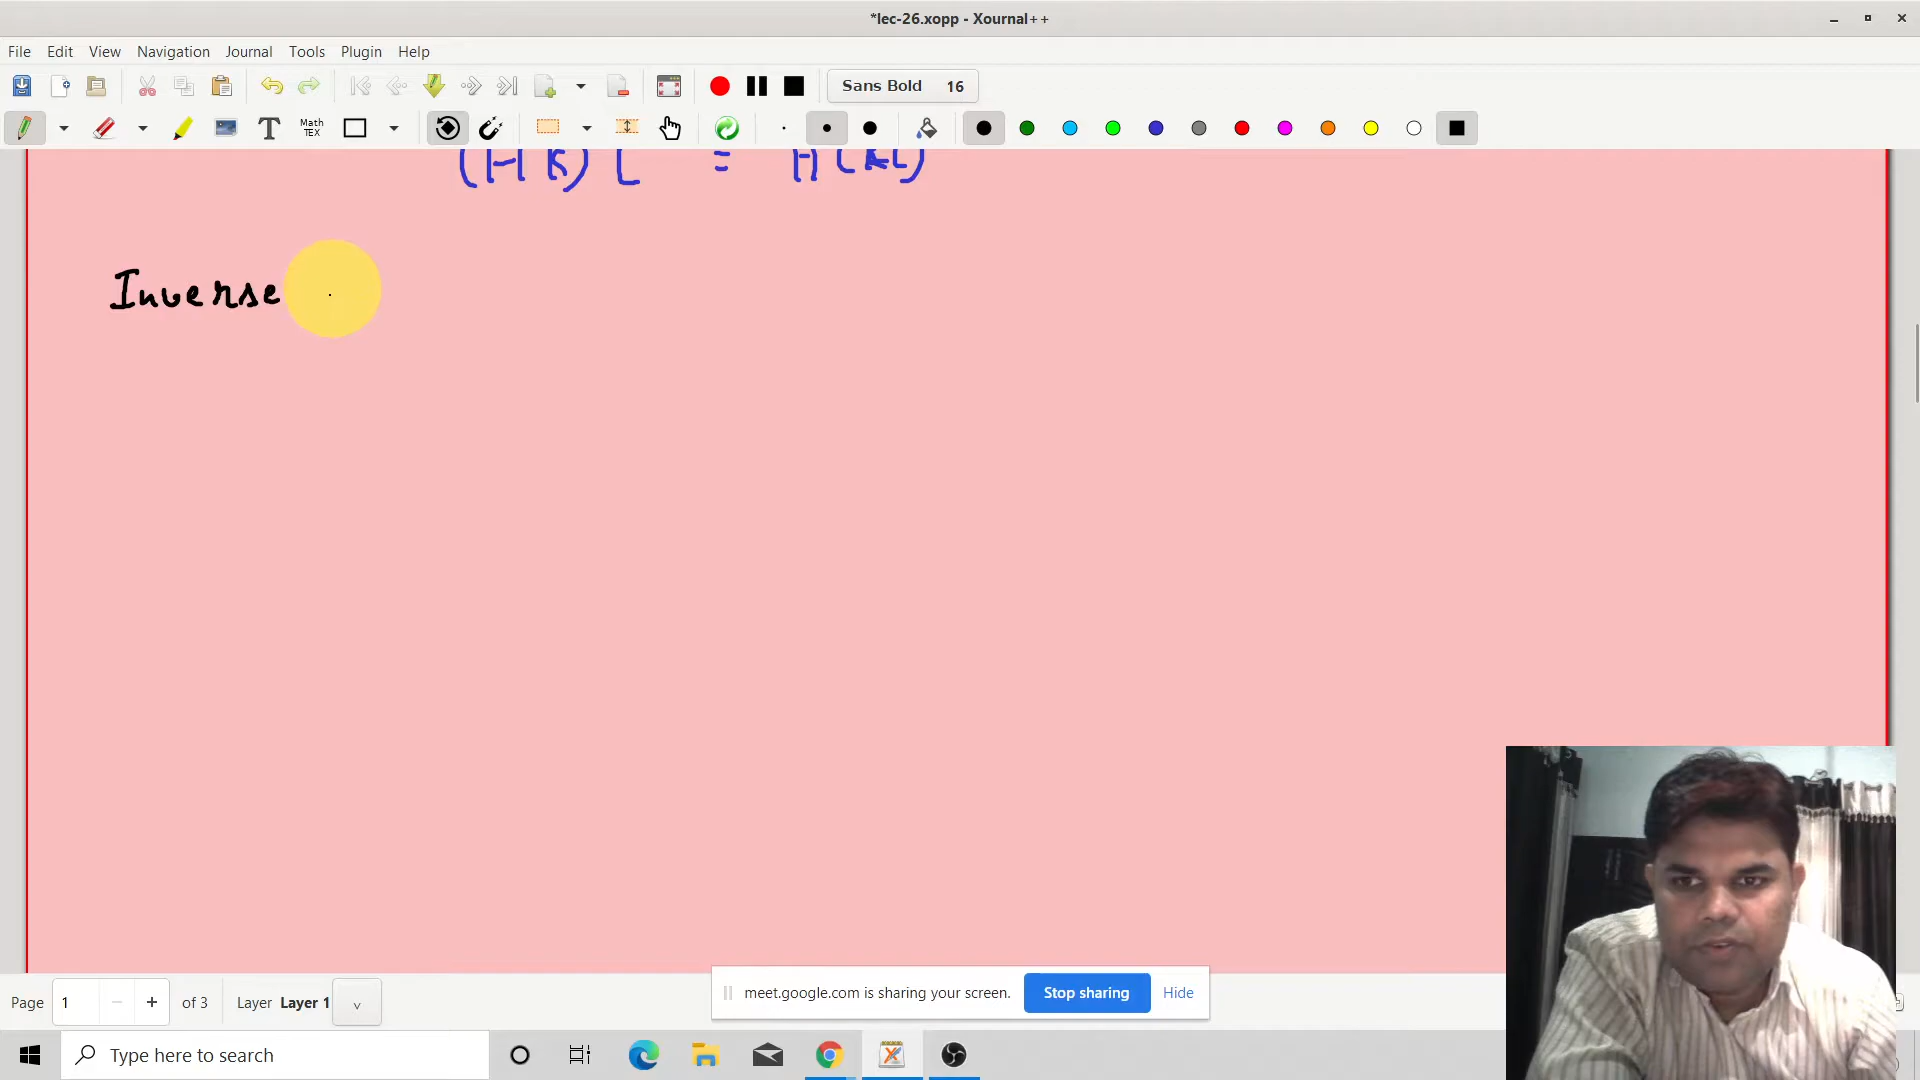 *lec-26.xopp - Xournal++
File Edit View Navigation Journal Tools Plugin Help
Sans Bold 16
Math TEX
(HK)L = H(KL)
Inverse
Page 1 of 3 Layer Layer 1
meet.google.com is sharing your screen. Stop sharing Hide
Type here to search